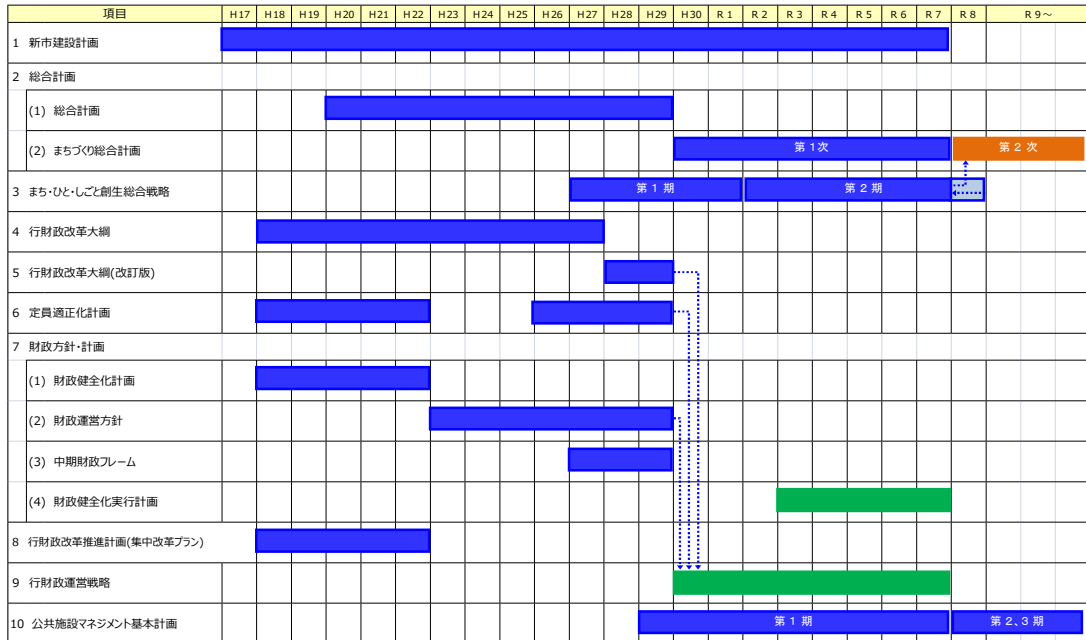 項目 H17 H18 H19 H20 H21 H22 H23 H24 H25 H26 H27 H28 H29 H30 R1 R2 R3 R4 R5 R6 R7 R8 R9～
1 新市建設計画
2 総合計画
(1) 総合計画
(2) まちづくり総合計画 第1次 第2次
3 まち・ひと・しごと創生総合戦略 第1期 第2期
4 行財政改革大綱
5 行財政改革大綱(改訂版)
6 定員適正化計画
7 財政方針・計画
(1) 財政健全化計画
(2) 財政運営方針
(3) 中期財政フレーム
(4) 財政健全化実行計画
8 行財政改革推進計画(集中改革プラン)
9 行財政運営戦略
10 公共施設マネジメント基本計画 第1期 第2、3期